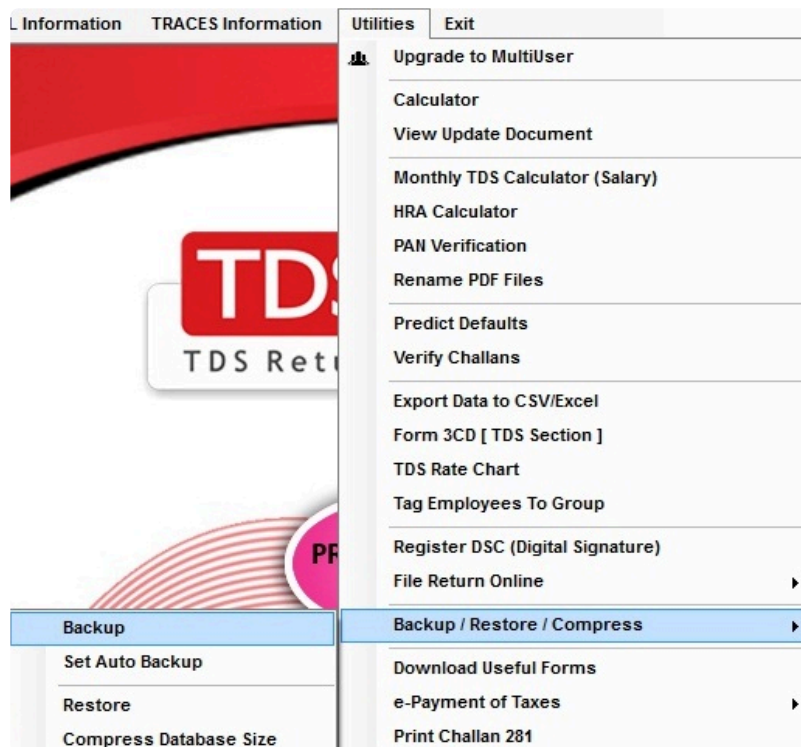 L Information TRACES Information Utilities Exit
Upgrade to MultiUser
Calculator
View Update Document
Monthly TDS Calculator (Salary)
HRA Calculator
PAN Verification
Rename PDF Files
Predict Defaults
Verify Challans
Export Data to CSV/Excel
Form 3CD [ TDS Section ]
TDS Rate Chart
Tag Employees To Group
Register DSC (Digital Signature)
File Return Online
Backup / Restore / Compress
Download Useful Forms
e-Payment of Taxes
Print Challan 281
Backup
Set Auto Backup
Restore
Compress Database Size
TDS
TDS Retu
PR